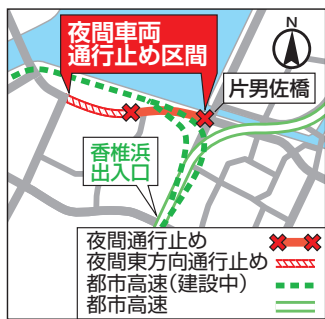 N
夜間車両
通行止め区間
片男佐橋
香椎浜
出入口
夜間通行止め
夜間東方向通行止め
都市高速(建設中)
都市高速